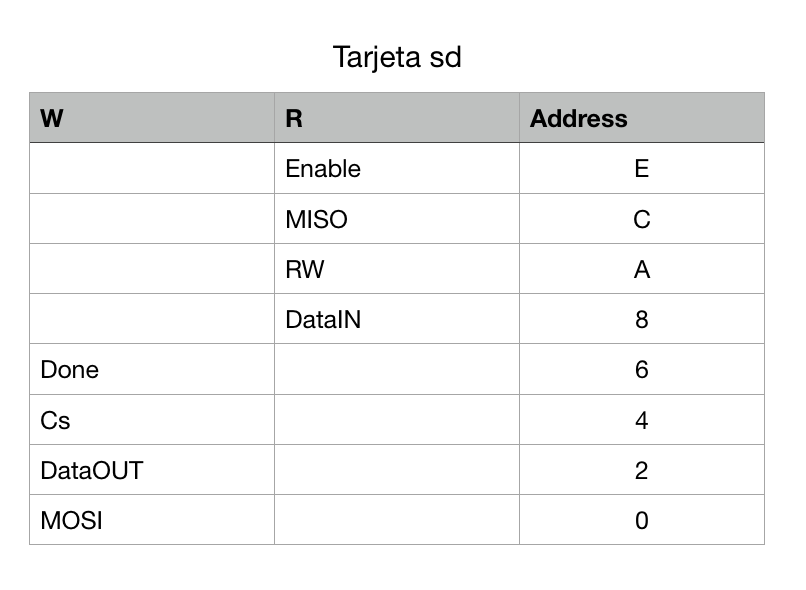 Tarjeta sd
W R Address
Enable E
MISO C
RW A
DataIN 8
Done 6
Cs 4
DataOUT 2
MOSI 0